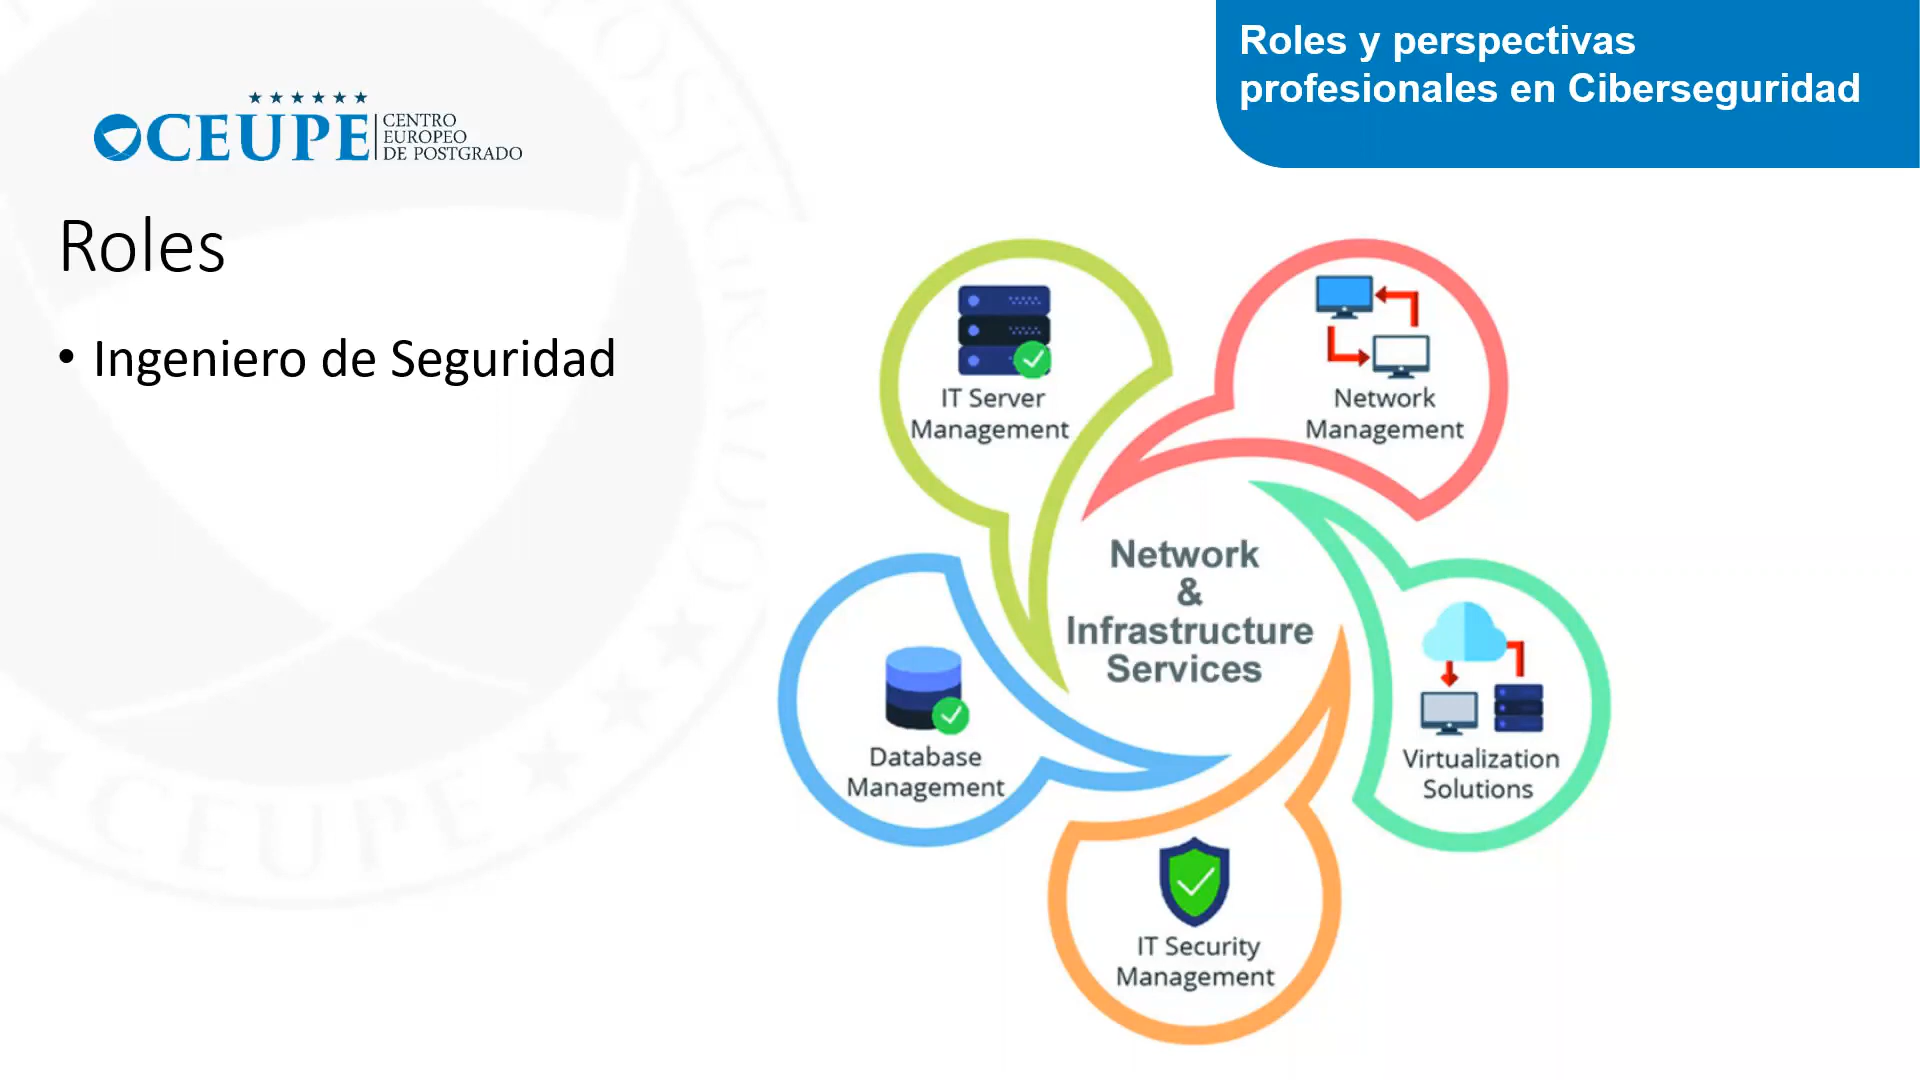 Roles y perspectivas
profesionales en Ciberseguridad
CEUPE
CENTRO
EUROPEO
DE POSTGRADO
Roles
• Ingeniero de Seguridad
IT Server
Management
Network
Management
Network
&
Infrastructure
Services
Database
Management
Virtualization
Solutions
IT Security
Management
CEUPE